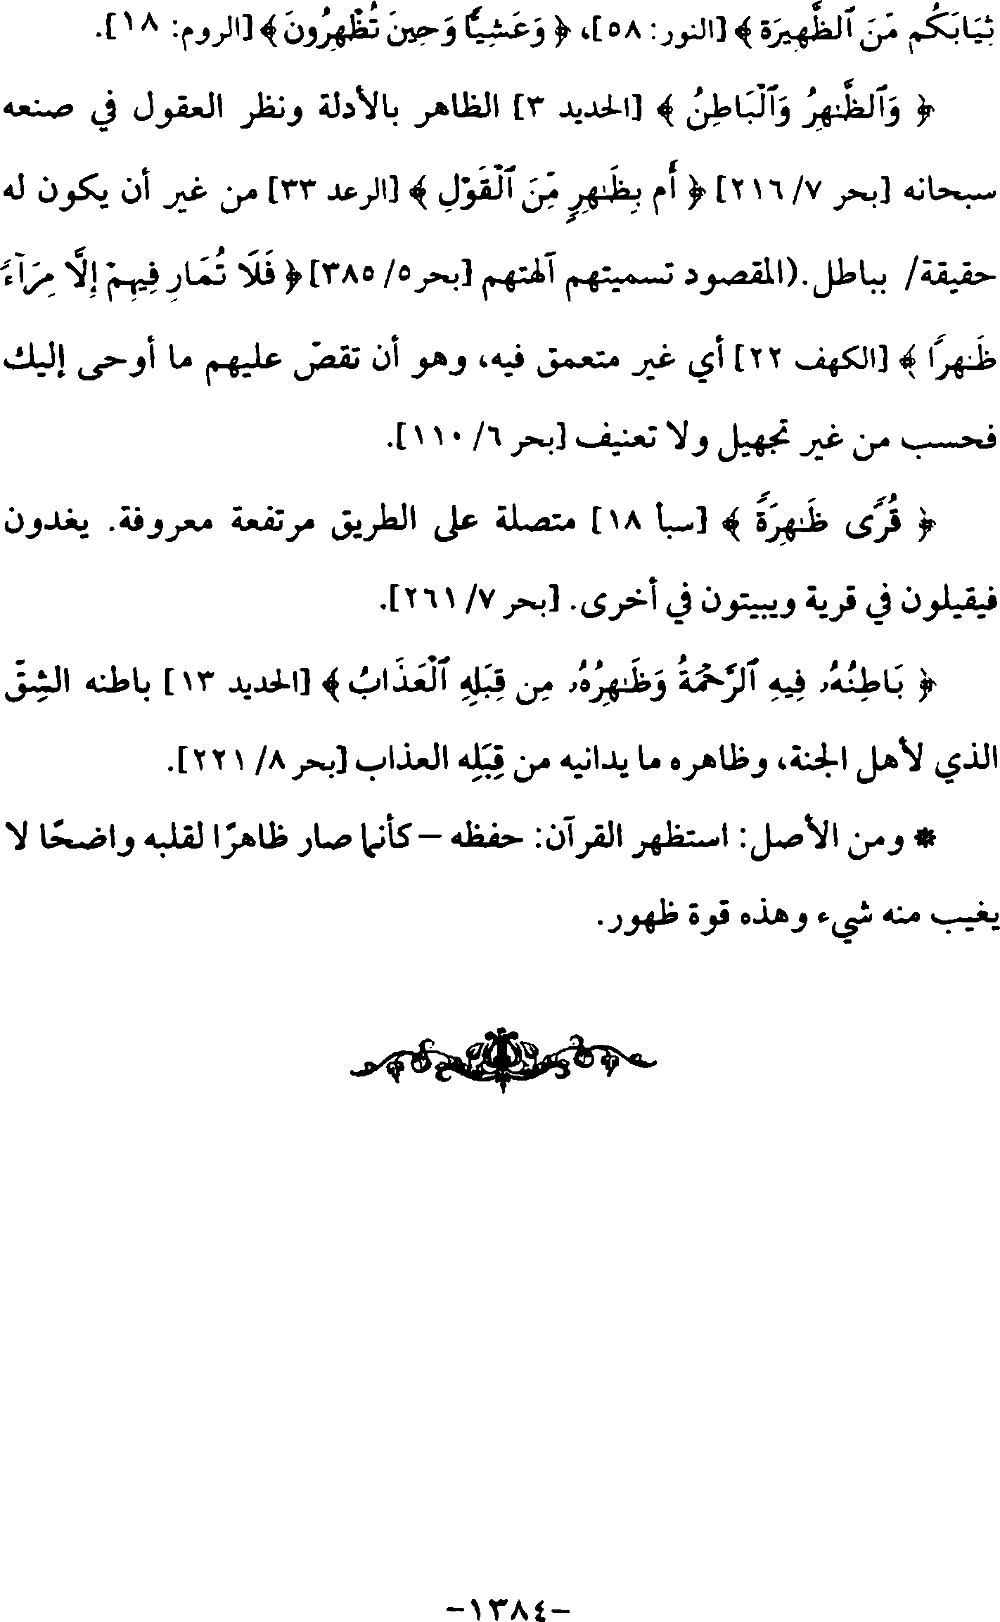 ثِيَابَكُم مِّنَ ٱلظَّهِيرَةِ ﴾ [النور: ٥٨]، ﴿ وَعَشِيًّا وَحِينَ تُظْهِرُونَ ﴾ [الروم: ١٨].
﴿ وَٱلظَّـٰهِرُ وَٱلْبَاطِنُ ﴾ [الحديد ٣] الظاهر بالأدلة ونظر العقول في صنعه
سبحانه [بحر ٧/ ٢١٦] ﴿ أَم بِظَـٰهِرٍ مِّنَ ٱلْقَوْلِ ﴾ [الرعد ٣٣] من غير أن يكون له
حقيقة/ بباطل. (المقصود تسميتهم آلهتهم [بحر ٥/ ٣٨٥] ﴿ فَلَا تُمَارِ فِيهِمْ إِلَّا مِرَآءً
ظَـٰهِرًا ﴾ [الكهف ٢٢] أي غير متعمق فيه، وهو أن تقصّ عليهم ما أوحى إليك
فحسب من غير تجهيل ولا تعنيف [بحر ٦/ ١١٠].
﴿ قُرًى ظَـٰهِرَةً ﴾ [سبأ ١٨] متصلة على الطريق مرتفعة معروفة. يغدون
فيقيلون في قرية ويبيتون في أخرى. [بحر ٧/ ٢٦١].
﴿ بَاطِنُهُۥ فِيهِ ٱلرَّحْمَةُ وَظَـٰهِرُهُۥ مِن قِبَلِهِ ٱلْعَذَابُ ﴾ [الحديد ١٣] باطنه الشِقّ
الذي لأهل الجنة، وظاهره ما يدانيه من قِبَلِه العذاب [بحر ٨/ ٢٢١].
* ومن الأصل: استظهر القرآن: حفظه – كأنما صار ظاهرًا لقلبه واضحًا لا
يغيب منه شيء وهذه قوة ظهور.
-١٣٨٤-